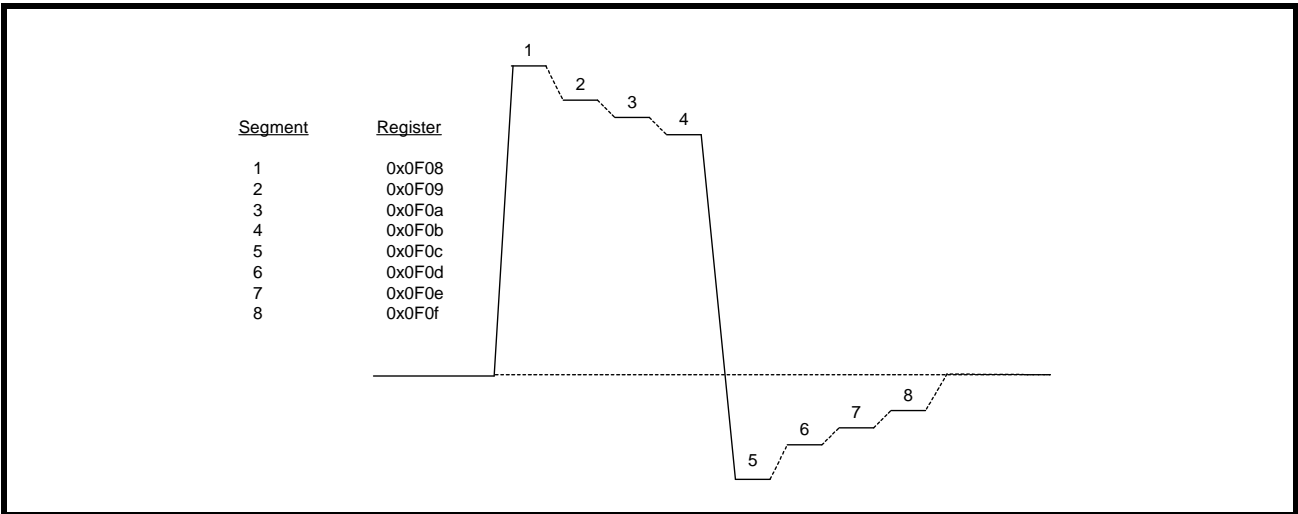 Segment Register
1 0x0F08
2 0x0F09
3 0x0F0a
4 0x0F0b
5 0x0F0c
6 0x0F0d
7 0x0F0e
8 0x0F0f
1
2
3
4
5
6
7
8